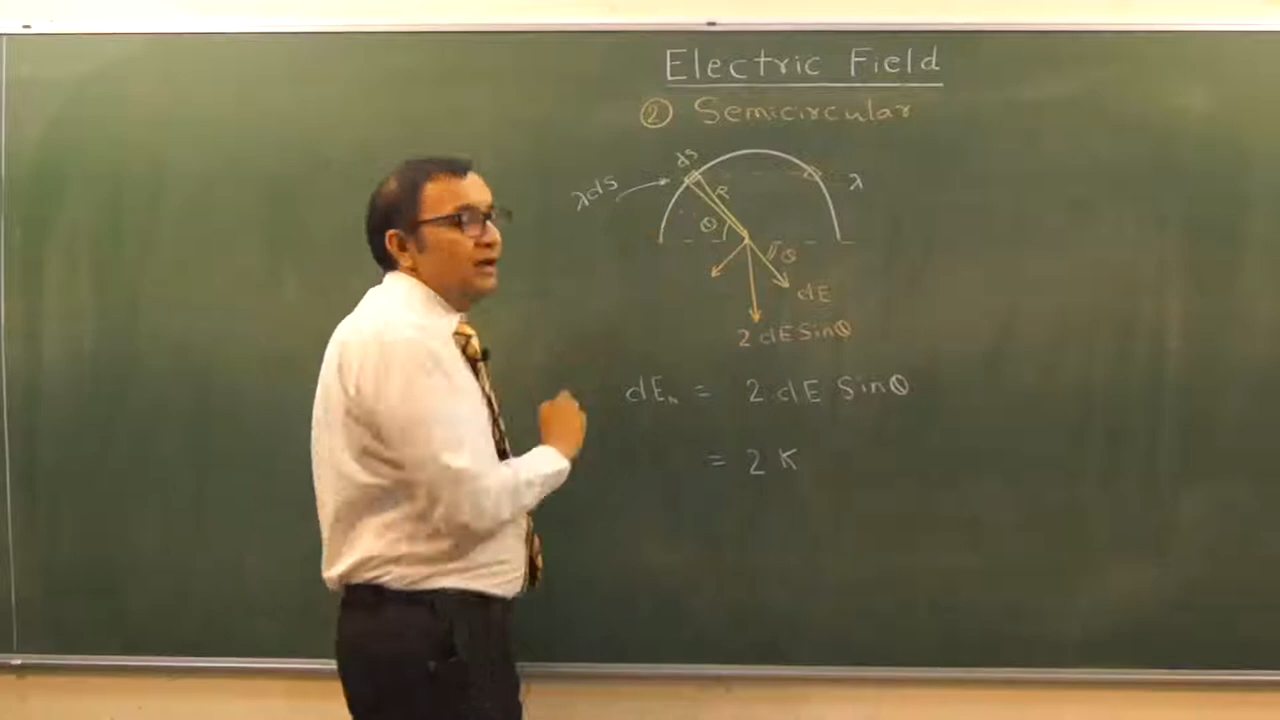 Electric Field
② Semicircular
ds
λds
R
λ
θ
θ
dE
2 dE Sinθ
dEₙ = 2 dE Sinθ
= 2 K